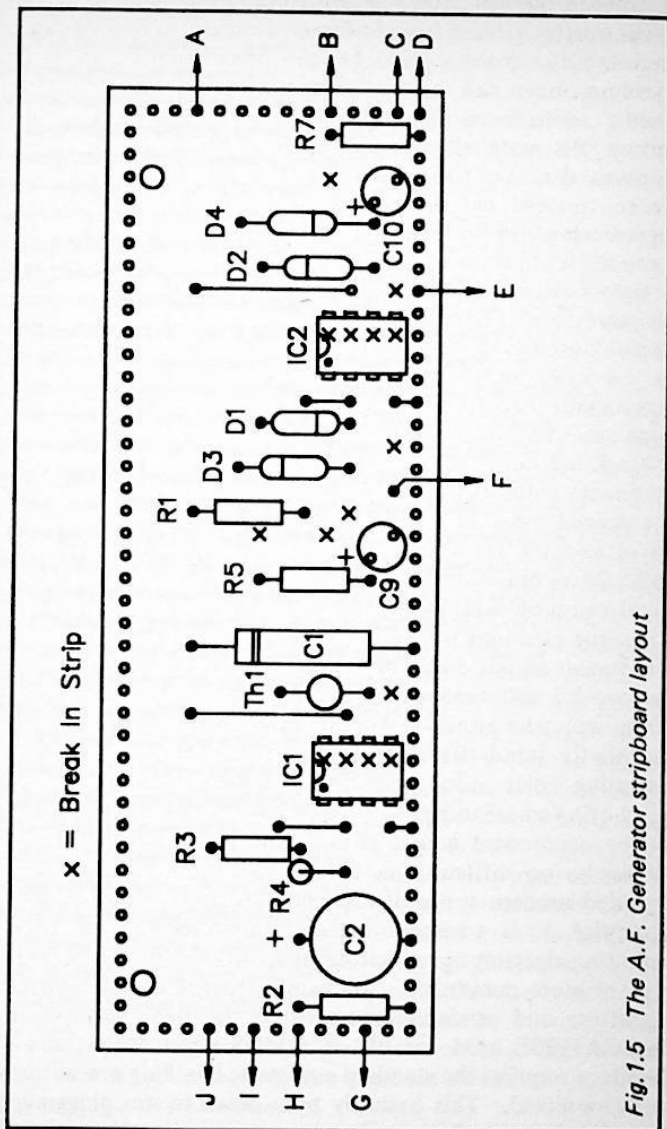 × = Break In Strip
A
B
C
D
E
F
G
H
I
J
R7
D4
D2
C10
+
IC2
D1
D3
R1
R5
C9
+
C1
Th1
IC1
R3
R4
+
C2
R2
Fig.1.5 The A.F. Generator stripboard layout